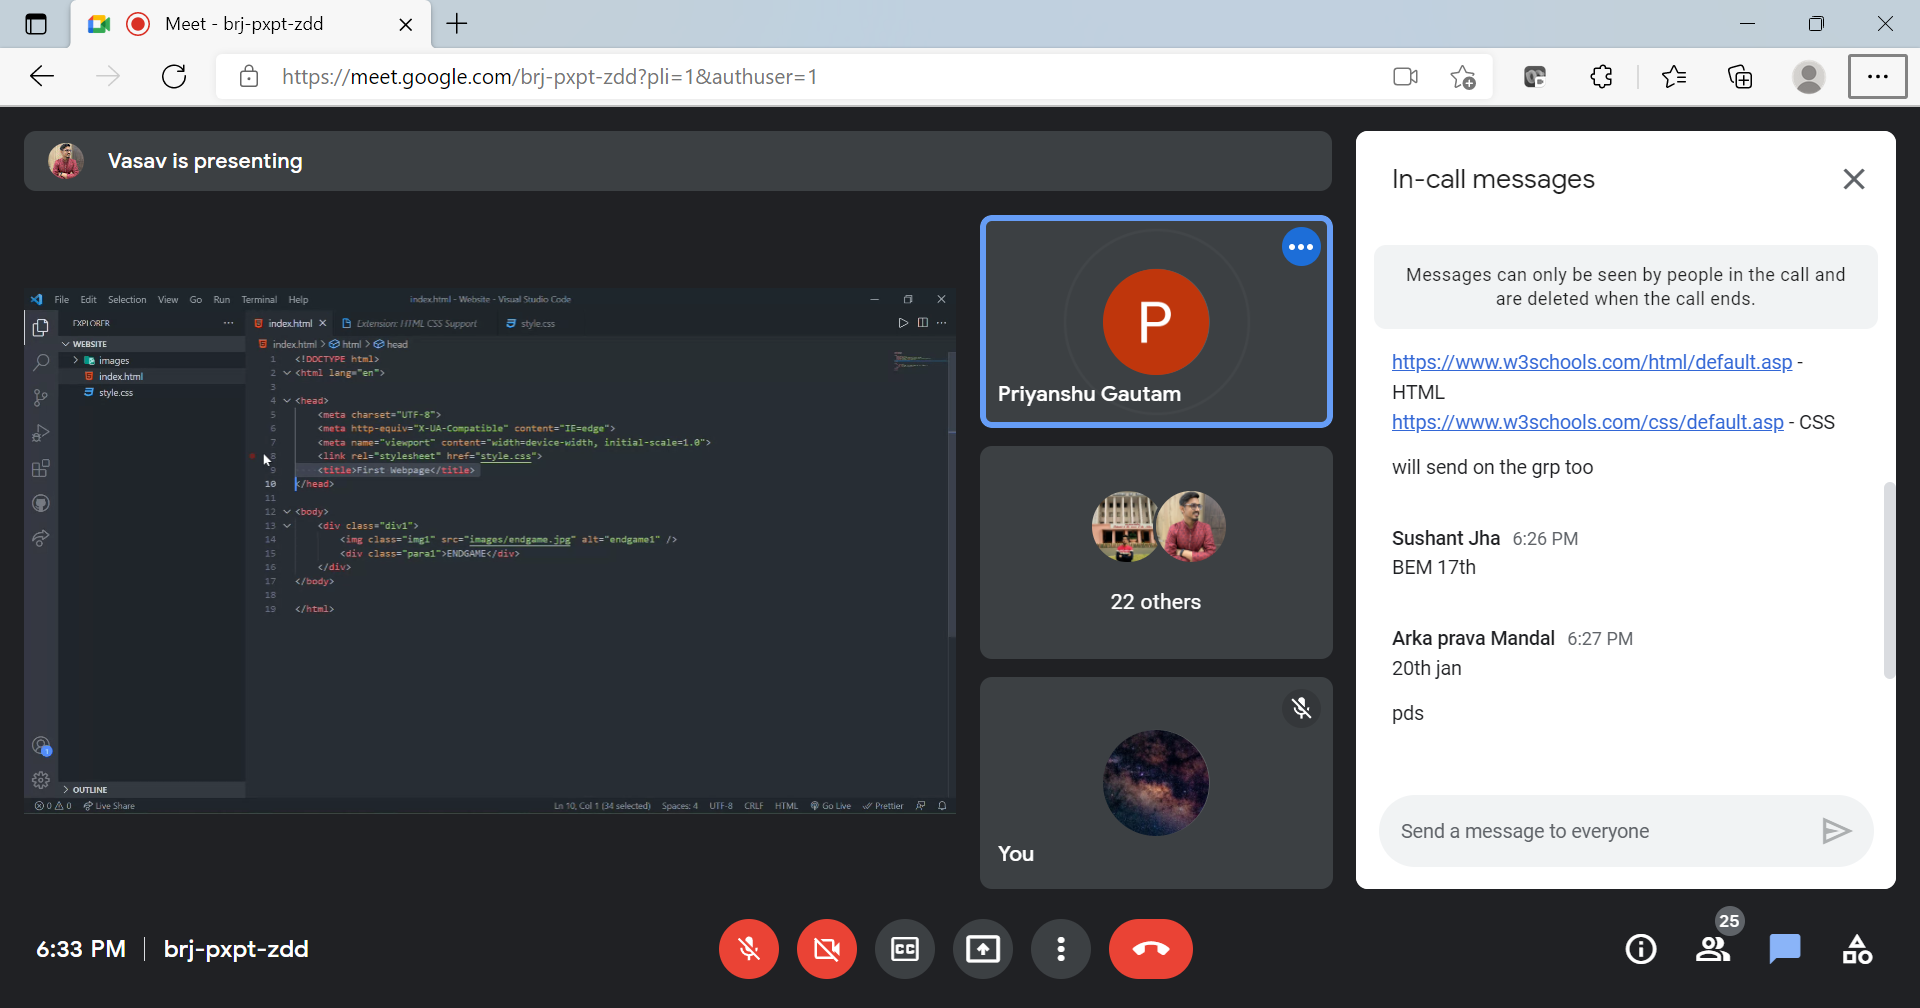 Meet - brj-pxpt-zdd
https://meet.google.com/brj-pxpt-zdd?pli=1&authuser=1
Vasav is presenting
File Edit Selection View Go Run Terminal Help
index.html - Website - Visual Studio Code
EXPLORER
WEBSITE
images
index.html
style.css
OUTLINE
index.html
Extension: HTML CSS Support
style.css
index.html > html > head
1 <!DOCTYPE html>
2 <html lang="en">
3
4 <head>
5 <meta charset="UTF-8">
6 <meta http-equiv="X-UA-Compatible" content="IE=edge">
7 <meta name="viewport" content="width=device-width, initial-scale=1.0">
8 <link rel="stylesheet" href="style.css">
9 <title>First Webpage</title>
10 </head>
11
12 <body>
13 <div class="div1">
14 <img class="img1" src="images/endgame.jpg" alt="endgame1" />
15 <div class="para1">ENDGAME</div>
16 </div>
17 </body>
18
19 </html>
0 0 Live Share
Ln 10, Col 1 (34 selected) Spaces: 4 UTF-8 CRLF HTML Go Live Prettier
P
Priyanshu Gautam
22 others
You
In-call messages
Messages can only be seen by people in the call and
are deleted when the call ends.
https://www.w3schools.com/html/default.asp -
HTML
https://www.w3schools.com/css/default.asp - CSS
will send on the grp too
Sushant Jha 6:26 PM
BEM 17th
Arka prava Mandal 6:27 PM
20th jan
pds
Send a message to everyone
6:33 PM | brj-pxpt-zdd
CC
25